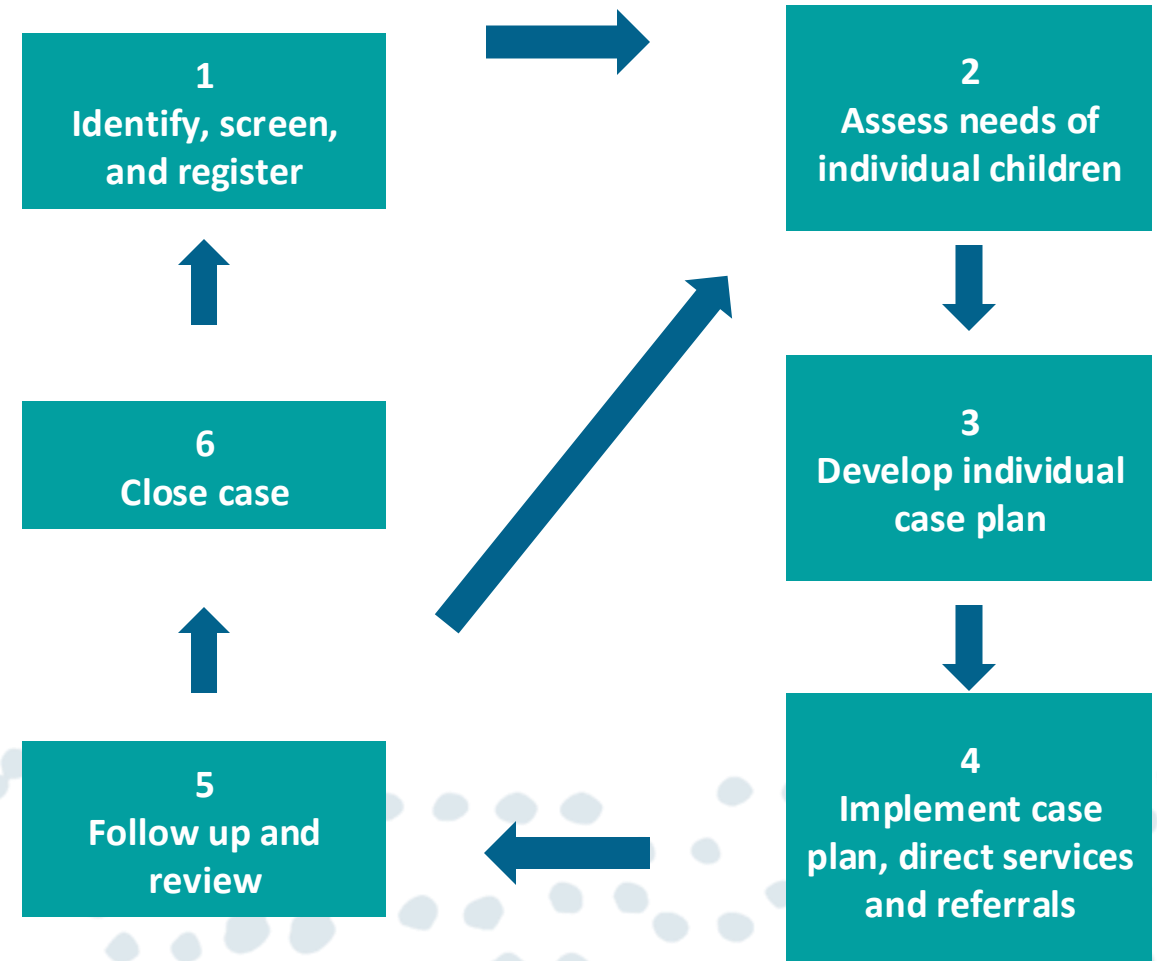 1
Identify, screen,
and register
2
Assess needs of
individual children
3
Develop individual
case plan
4
Implement case
plan, direct services
and referrals
5
Follow up and
review
6
Close case